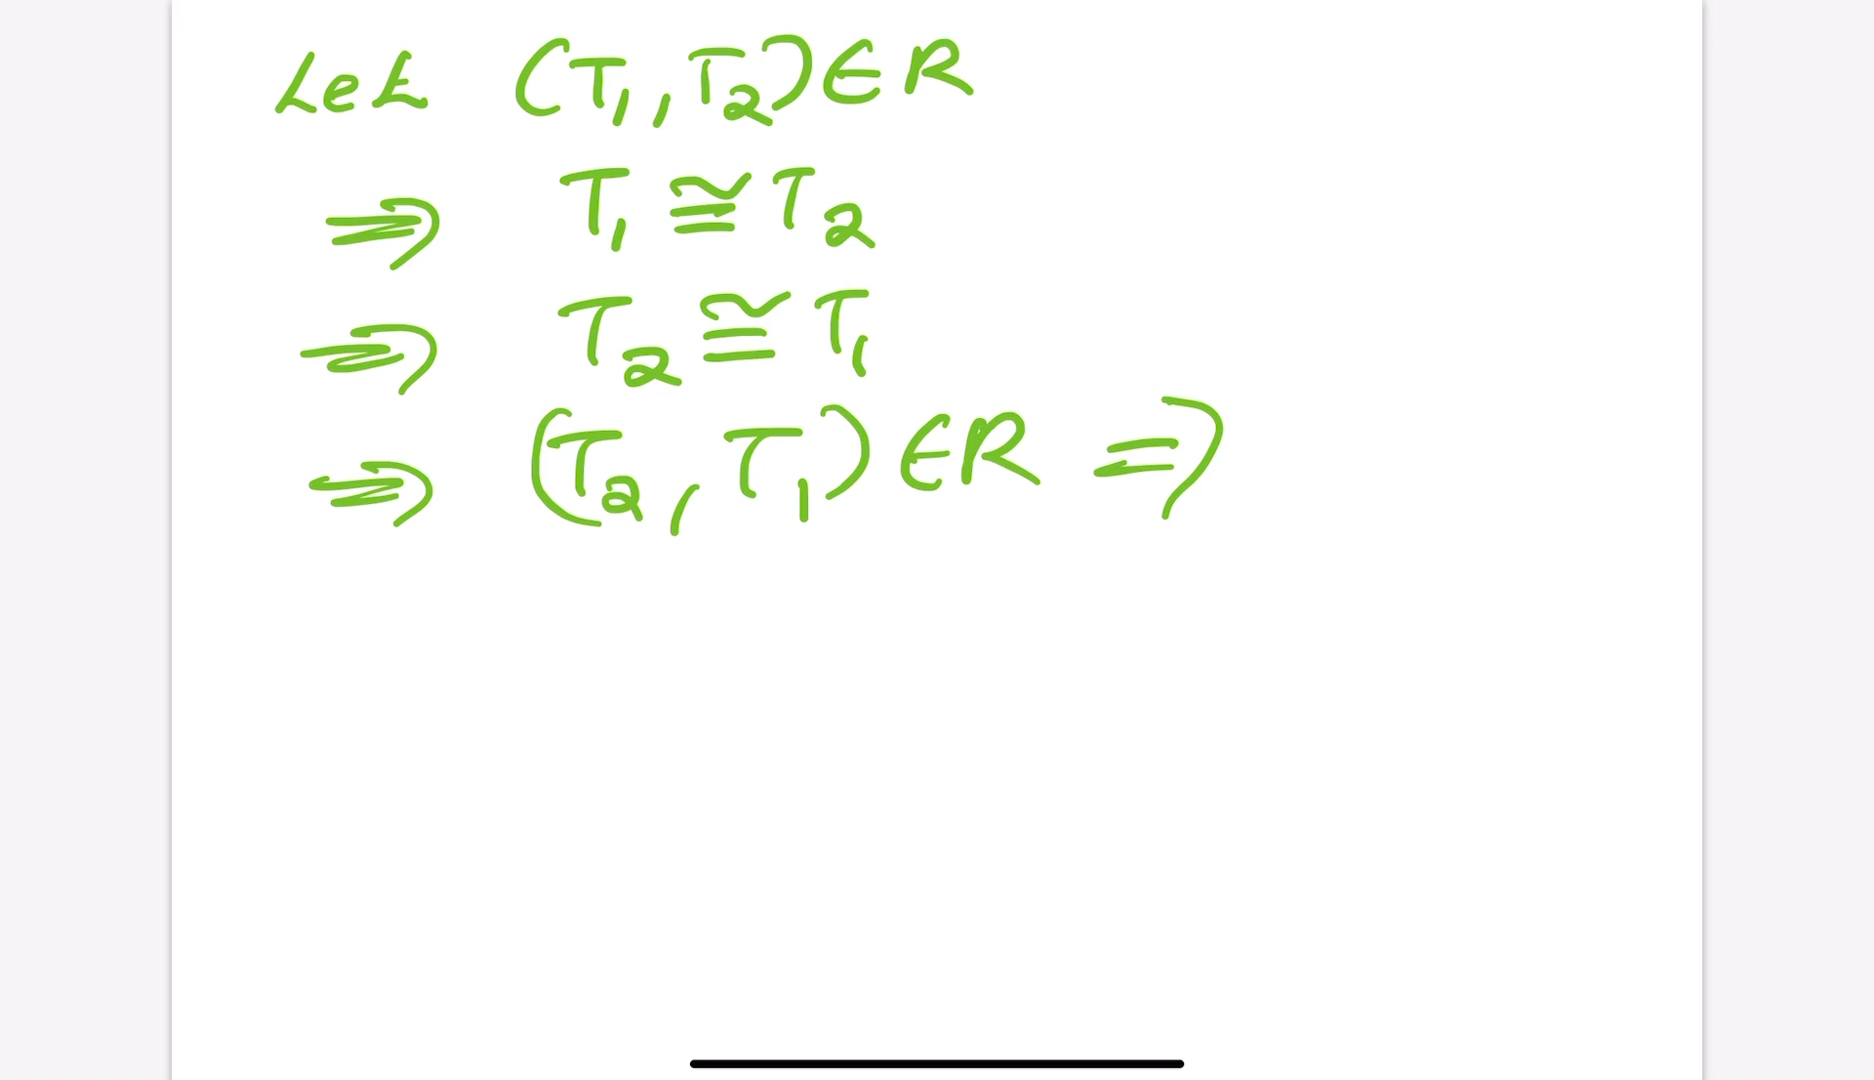 Let (T₁, T₂) ∈ R
⇒ T₁ ≅ T₂
⇒ T₂ ≅ T₁
⇒ (T₂, T₁) ∈ R ⇒